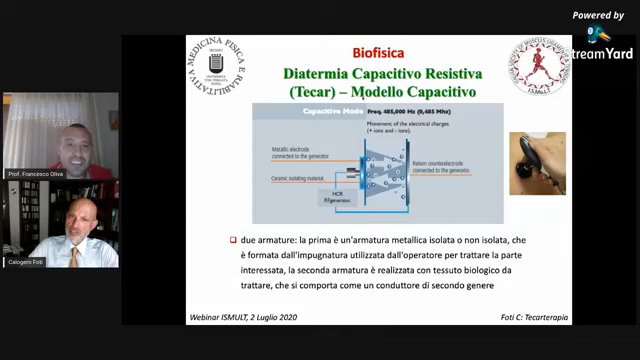 Powered by
StreamYard
MEDICINA FISICA E RIABILITATIVA
ISMULT
Biofisica
Diatermia Capacitivo Resistiva
(Tecar) – Modello Capacitivo
Capacitive Mode Freq. 485,000 Hz (0,485 Mhz)
Movement of the electrical charges
(+ ions and - ions).
Metallic electrode
connected to the generator.
Ceramic isolating material.
HCR
RFgenerator.
Return counterelectrode
connected to the generator.
due armature: la prima è un'armatura metallica isolata o non isolata, che
è formata dall'impugnatura utilizzata dall'operatore per trattare la parte
interessata, la seconda armatura è realizzata con tessuto biologico da
trattare, che si comporta come un conduttore di secondo genere
Prof. Francesco Oliva
Calogero Foti
Webinar ISMULT, 2 Luglio 2020
Foti C: Tecarterapia